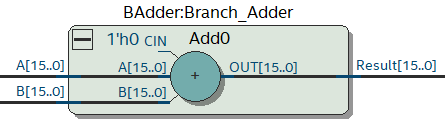 BAdder:Branch_Adder
1'h0 CIN Add0
A[15..0] A[15..0] OUT[15..0] Result[15..0]
+
B[15..0] B[15..0]